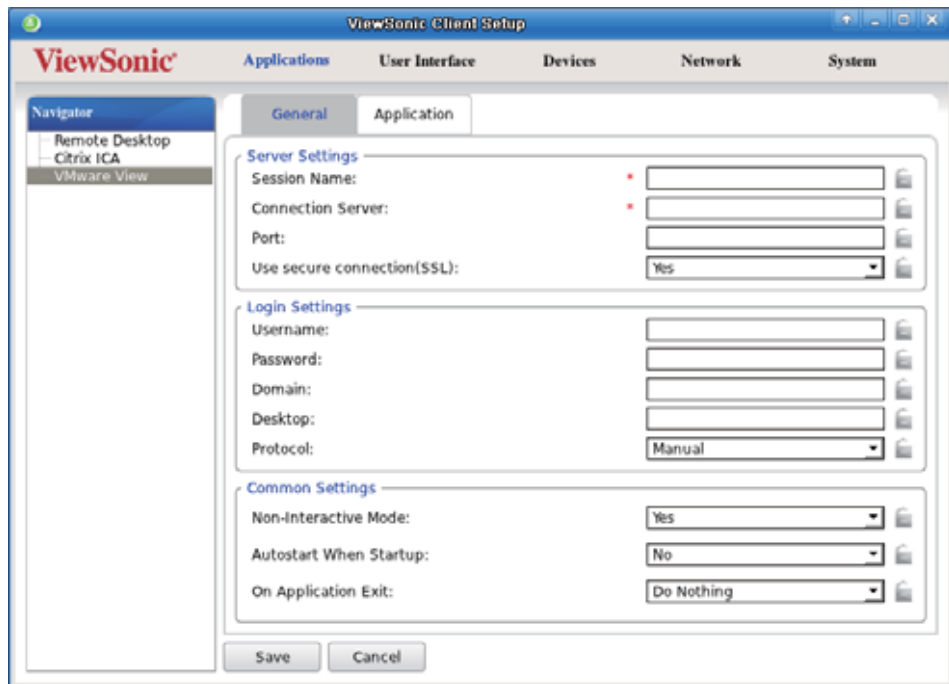 ViewSonic Client Setup
ViewSonic®
Applications User Interface Devices Network System
Navigator
Remote Desktop
Citrix ICA
VMware View
General Application
Server Settings
Session Name: *
Connection Server: *
Port:
Use secure connection(SSL): Yes
Login Settings
Username:
Password:
Domain:
Desktop:
Protocol: Manual
Common Settings
Non-Interactive Mode: Yes
Autostart When Startup: No
On Application Exit: Do Nothing
Save Cancel